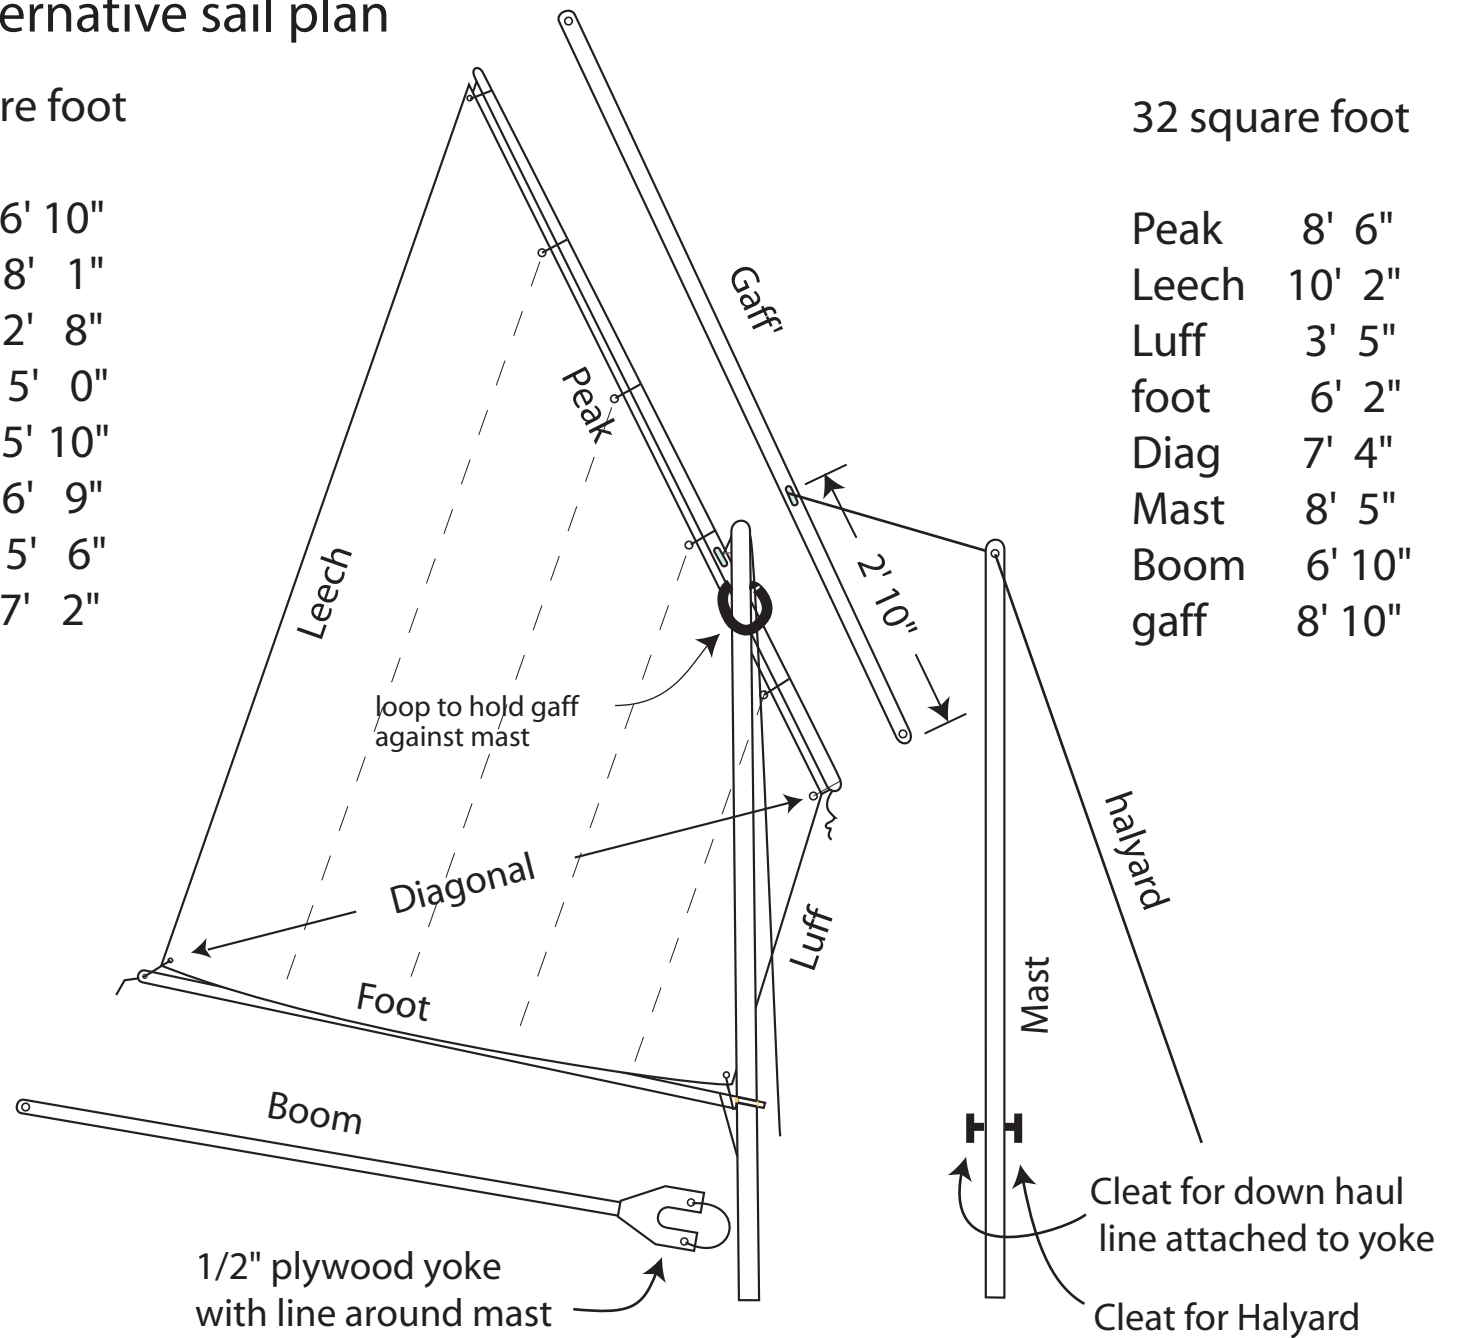 ernative sail plan
re foot
6' 10"
8' 1"
2' 8"
5' 0"
5' 10"
6' 9"
5' 6"
7' 2"
32 square foot
Peak 8' 6"
Leech 10' 2"
Luff 3' 5"
foot 6' 2"
Diag 7' 4"
Mast 8' 5"
Boom 6' 10"
gaff 8' 10"
Gaff'
Peak
Leech
2' 10"
loop to hold gaff
against mast
Diagonal
Luff
halyard
Mast
Foot
Boom
1/2" plywood yoke
with line around mast
Cleat for down haul
line attached to yoke
Cleat for Halyard